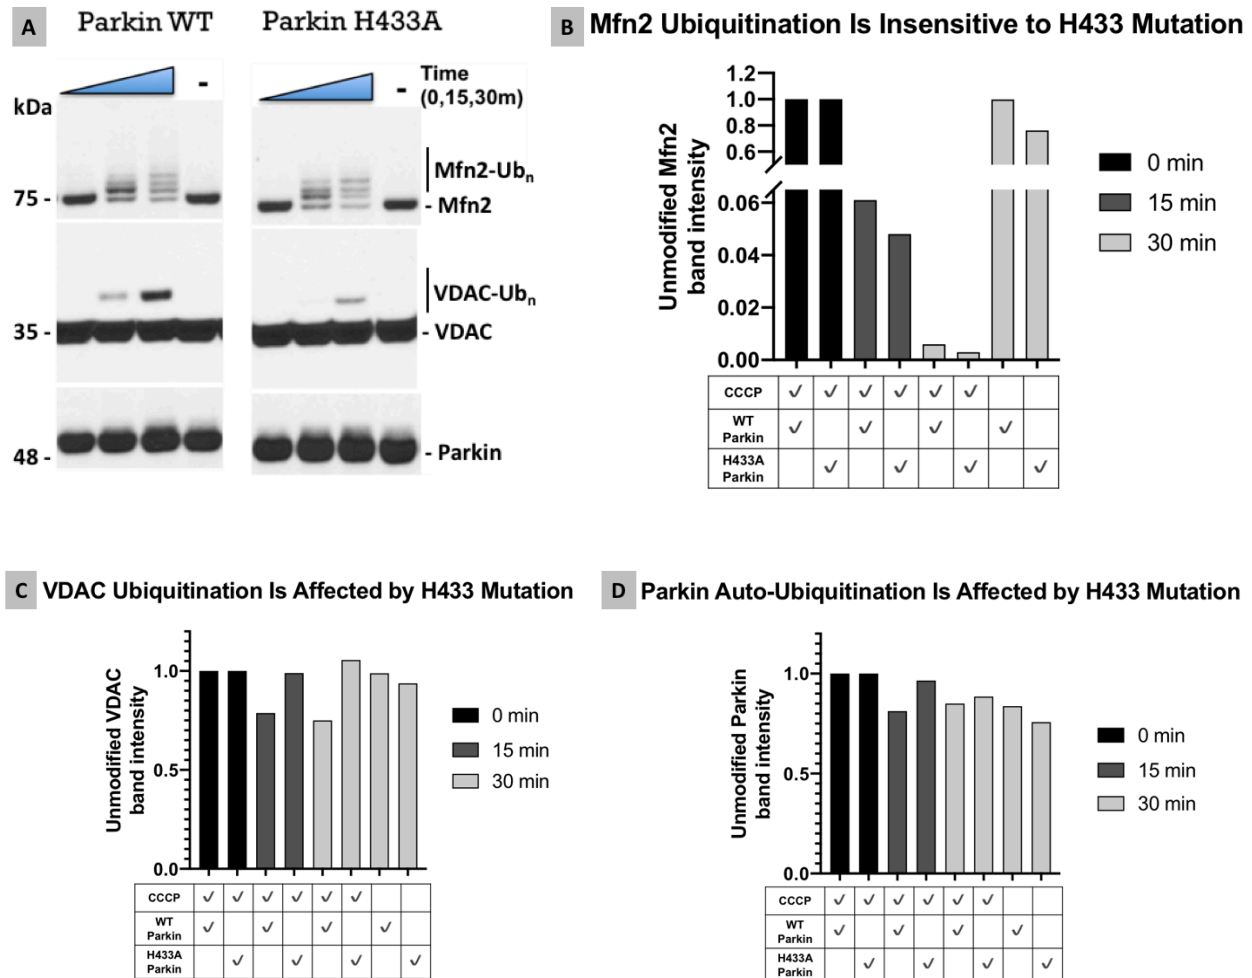 A
Parkin WT
Parkin H433A
kDa
-
-
Time
(0,15,30m)
75 -
Mfn2-Ubn
- Mfn2
35 -
VDAC-Ubn
- VDAC
48 -
- Parkin
B Mfn2 Ubiquitination Is Insensitive to H433 Mutation
Unmodified Mfn2
band intensity
1.2
1.0
0.8
0.6
0.06
0.04
0.02
0.00
0 min
15 min
30 min
CCCP ✓ ✓ ✓ ✓ ✓ ✓
WT
Parkin ✓ ✓ ✓ ✓
H433A
Parkin ✓ ✓ ✓ ✓
C VDAC Ubiquitination Is Affected by H433 Mutation
Unmodified VDAC
band intensity
1.0
0.5
0.0
0 min
15 min
30 min
CCCP ✓ ✓ ✓ ✓ ✓ ✓
WT
Parkin ✓ ✓ ✓ ✓
H433A
Parkin ✓ ✓ ✓ ✓
D Parkin Auto-Ubiquitination Is Affected by H433 Mutation
Unmodified Parkin
band intensity
1.0
0.5
0.0
0 min
15 min
30 min
CCCP ✓ ✓ ✓ ✓ ✓ ✓
WT
Parkin ✓ ✓ ✓ ✓
H433A
Parkin ✓ ✓ ✓ ✓